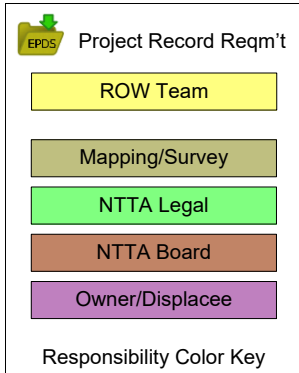 EPDS
Project Record Reqm't
ROW Team
Mapping/Survey
NTTA Legal
NTTA Board
Owner/Displacee
Responsibility Color Key